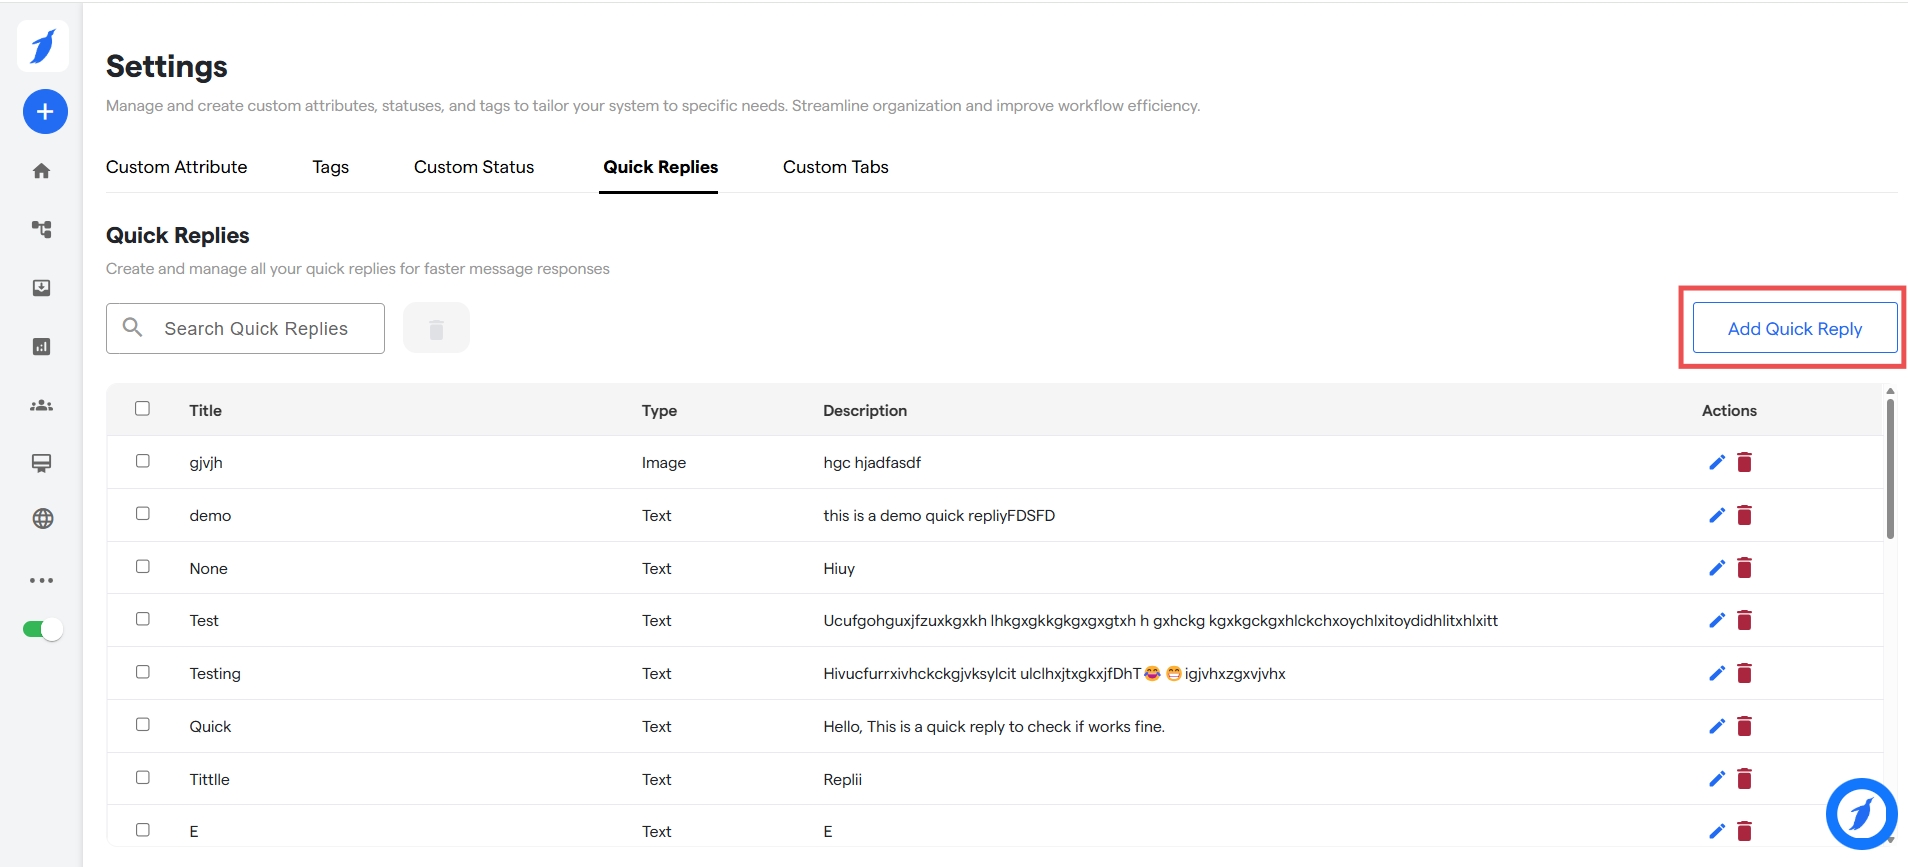 Settings
Manage and create custom attributes, statuses, and tags to tailor your system to specific needs. Streamline organization and improve workflow efficiency.
Custom Attribute Tags Custom Status Quick Replies Custom Tabs
Quick Replies
Create and manage all your quick replies for faster message responses
Search Quick Replies Add Quick Reply
Title Type Description Actions
gjvjh Image hgc hjadfasdf
demo Text this is a demo quick repliyFDSFD
None Text Hiuy
Test Text Ucufgohguxjfzuxkgxkh lhkgxgkkgkgxgxgtxh h gxhckg kgxkgckgxhlckchxoychlxitoydidhlitxhlxitt
Testing Text Hivucfurrxivhckckgjvksylcit ulclhxjtxgkxjfDhT😂 😁igjvhxzgxvjvhx
Quick Text Hello, This is a quick reply to check if works fine.
Tittlle Text Replii
E Text E